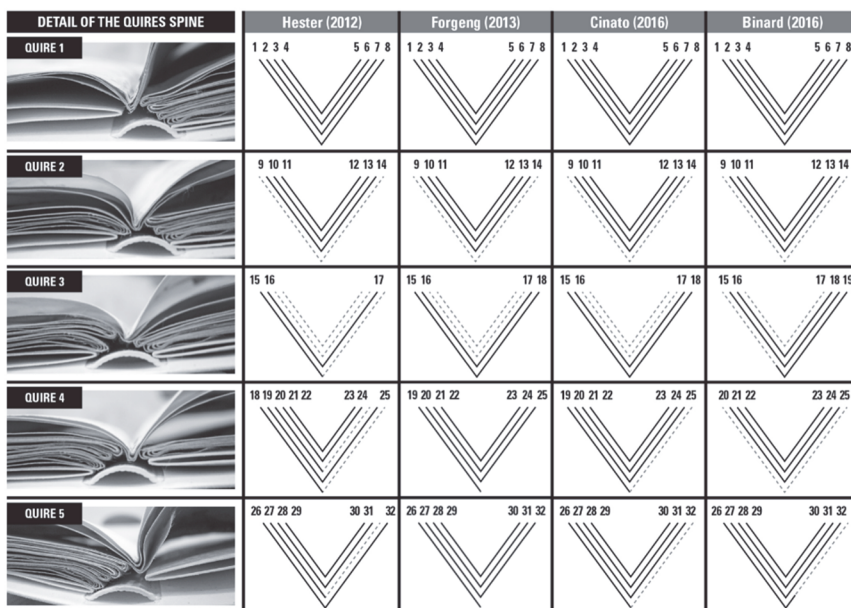 DETAIL OF THE QUIRES SPINE Hester (2012) Forgeng (2013) Cinato (2016) Binard (2016)
QUIRE 1 1 2 3 4 5 6 7 8 1 2 3 4 5 6 7 8 1 2 3 4 5 6 7 8 1 2 3 4 5 6 7 8
QUIRE 2 9 10 11 12 13 14 9 10 11 12 13 14 9 10 11 12 13 14 9 10 11 12 13 14
QUIRE 3 15 16 17 15 16 17 18 15 16 17 18 15 16 17 18 19
QUIRE 4 18 19 20 21 22 23 24 25 19 20 21 22 23 24 25 19 20 21 22 23 24 25 20 21 22 23 24 25
QUIRE 5 26 27 28 29 30 31 32 26 27 28 29 30 31 32 26 27 28 29 30 31 32 26 27 28 29 30 31 32